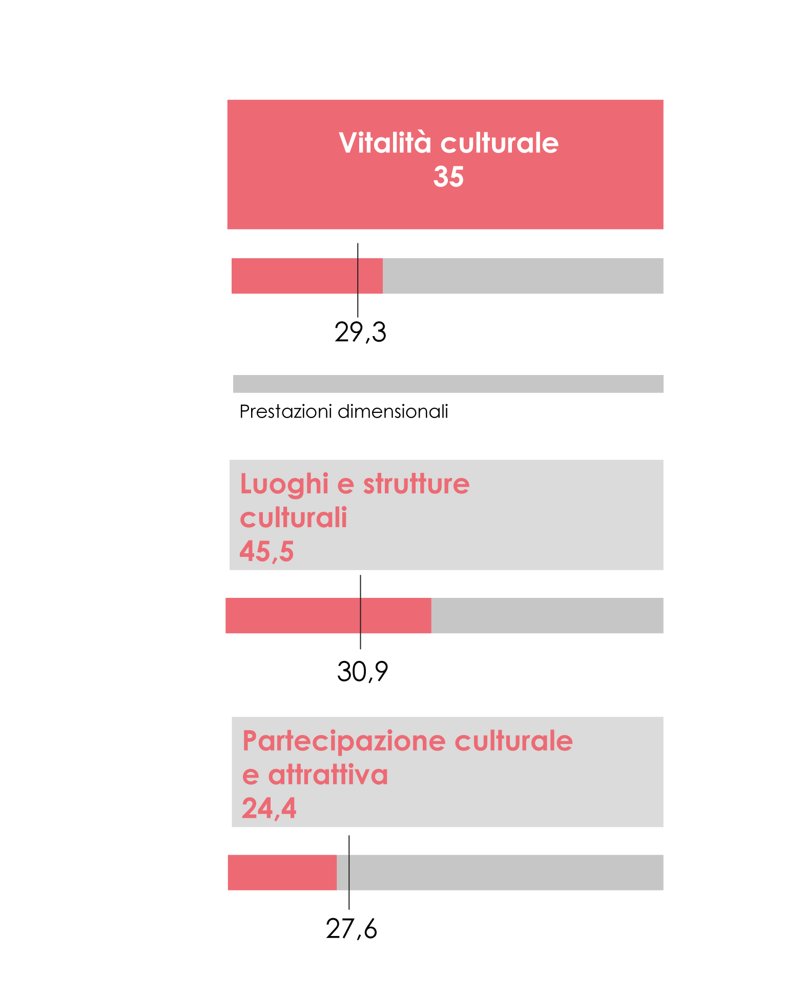 Vitalità culturale
35
29,3
Prestazioni dimensionali
Luoghi e strutture
culturali
45,5
30,9
Partecipazione culturale
e attrattiva
24,4
27,6